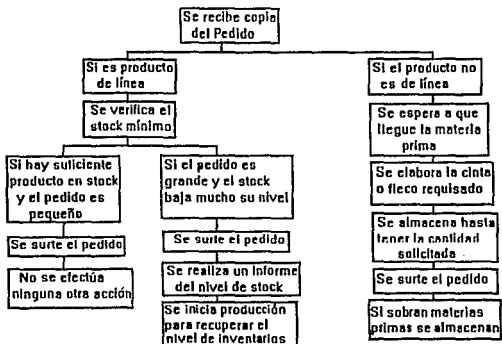 Se recibe copia
del Pedido
Si es producto
de línea
Se verifica el
stock mínimo
Si hay suficiente
producto en stock
y el pedido es
pequeño
Se surte el pedido
No se efectúa
ninguna otra acción
Si el pedido es
grande y el stock
baja mucho su nivel
Se surte el pedido
Se realiza un informe
del nivel de stock
Se inicia producción
para recuperar el
nivel de inventarios
Si el producto no
es de línea
Se espera a que
llegue la materia
prima
Se elabora la cinta
o fleco requisado
Se almacena hasta
tener la cantidad
solicitada
Se surte el pedido
Si sobran materias
primas se almacenan